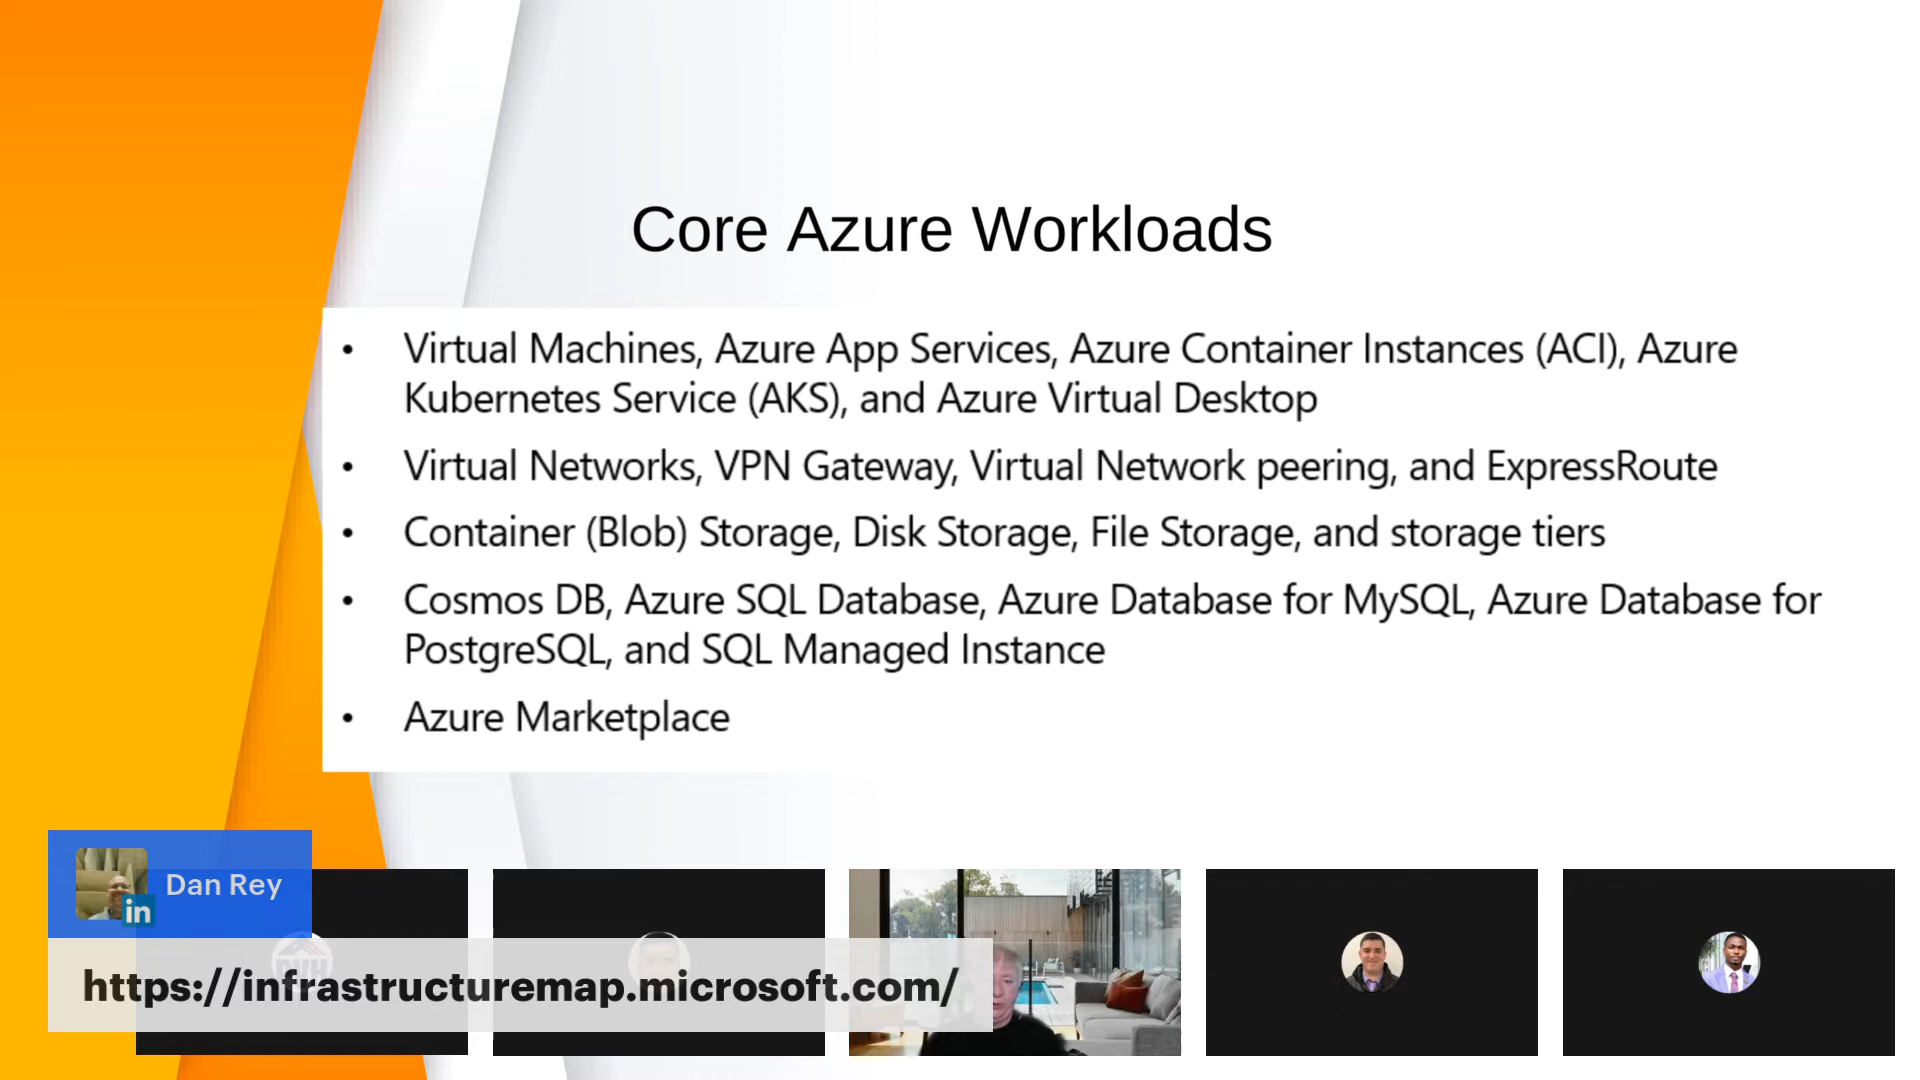 Core Azure Workloads
• Virtual Machines, Azure App Services, Azure Container Instances (ACI), Azure
Kubernetes Service (AKS), and Azure Virtual Desktop
• Virtual Networks, VPN Gateway, Virtual Network peering, and ExpressRoute
• Container (Blob) Storage, Disk Storage, File Storage, and storage tiers
• Cosmos DB, Azure SQL Database, Azure Database for MySQL, Azure Database for
PostgreSQL, and SQL Managed Instance
• Azure Marketplace
Dan Rey
in
https://infrastructuremap.microsoft.com/